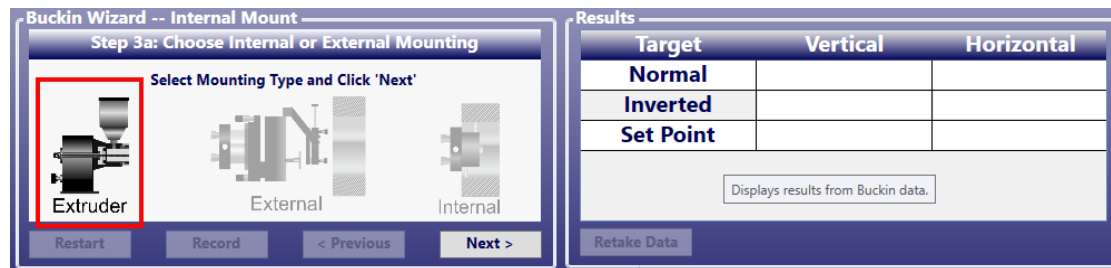 Buckin Wizard -- Internal Mount
Step 3a: Choose Internal or External Mounting
Select Mounting Type and Click 'Next'
Extruder
External
Internal
Restart
Record
< Previous
Next >
Results
Target Vertical Horizontal
Normal
Inverted
Set Point
Displays results from Buckin data.
Retake Data